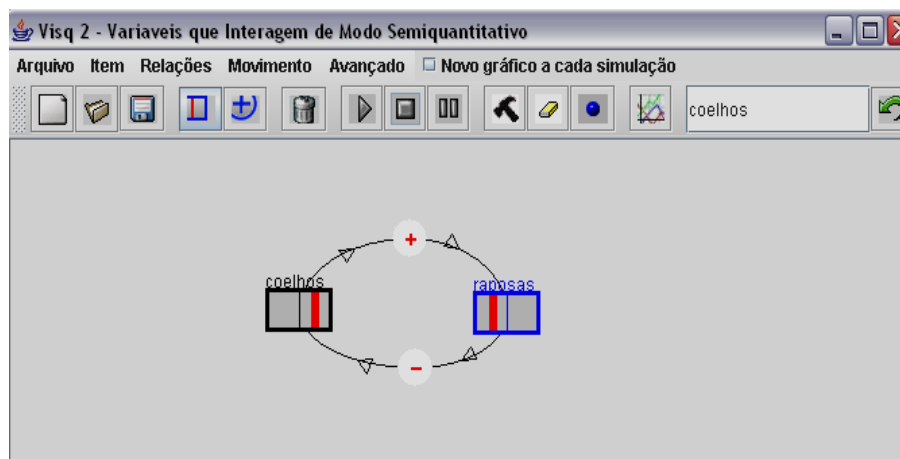 Visq 2 - Variaveis que Interagem de Modo Semiquantitativo
Arquivo Item Relações Movimento Avançado Novo gráfico a cada simulação
coelhos
+
coelhos raposas
-